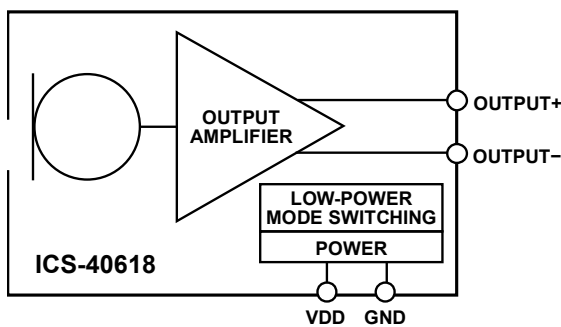 OUTPUT
AMPLIFIER
OUTPUT+
OUTPUT−
LOW-POWER
MODE SWITCHING
POWER
ICS-40618
VDD GND